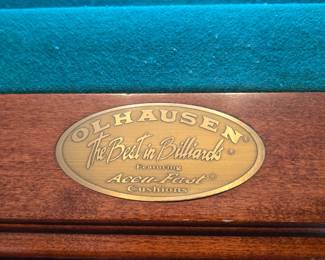 OLHAUSEN®
The Best in Billiards®
Featuring
Accu-Fast®
Cushions